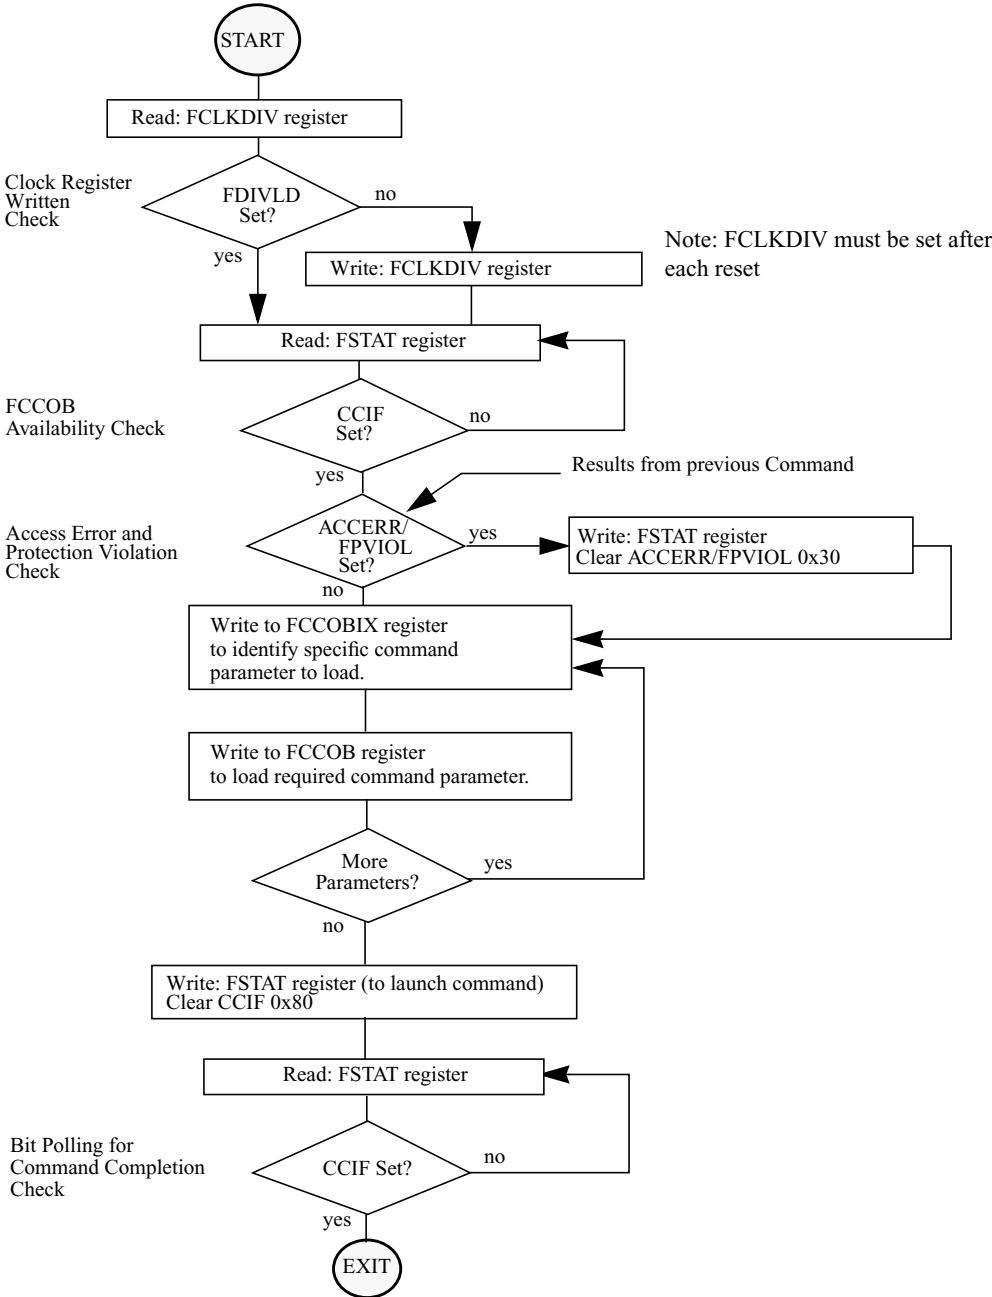 START
Read: FCLKDIV register
Clock Register
Written
Check
FDIVLD
Set?
no
yes
Write: FCLKDIV register
Note: FCLKDIV must be set after
each reset
Read: FSTAT register
FCCOB
Availability Check
CCIF
Set?
no
yes
Results from previous Command
Access Error and
Protection Violation
Check
ACCERR/
FPVIOL
Set?
yes
no
Write: FSTAT register
Clear ACCERR/FPVIOL 0x30
Write to FCCOBIX register
to identify specific command
parameter to load.
Write to FCCOB register
to load required command parameter.
More
Parameters?
yes
no
Write: FSTAT register (to launch command)
Clear CCIF 0x80
Read: FSTAT register
Bit Polling for
Command Completion
Check
CCIF Set?
no
yes
EXIT